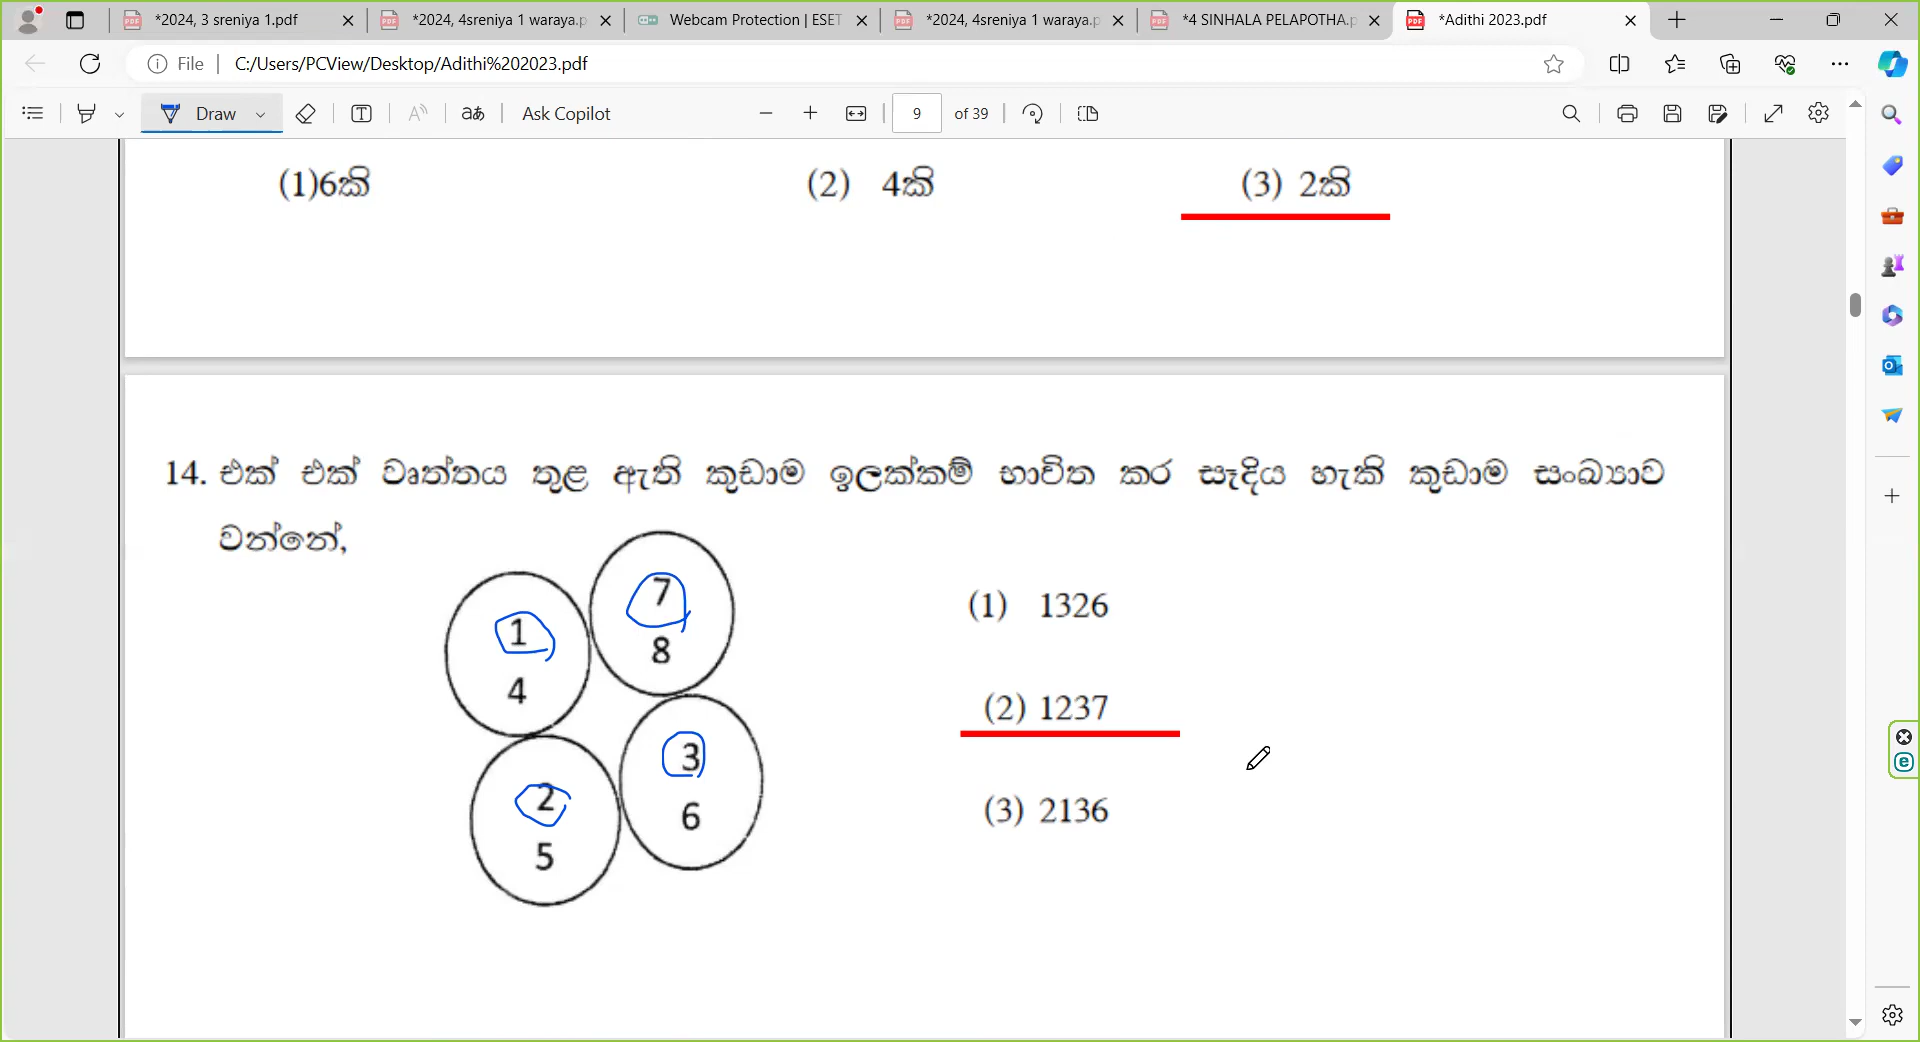 *2024, 3 sreniya 1.pdf
*2024, 4sreniya 1 waraya.p
Webcam Protection | ESET
*2024, 4sreniya 1 waraya.p
*4 SINHALA PELAPOTHA.p
*Adithi 2023.pdf
File C:/Users/PCView/Desktop/Adithi%202023.pdf
Draw
Ask Copilot
9 of 39
(1)6කි (2) 4කි (3) 2කි
14. එක් එක් වෘත්තය තුළ ඇති කුඩාම ඉලක්කම් භාවිත කර සෑදිය හැකි කුඩාම සංඛ්‍යාව
වන්නේ,
7
8
1
4
3
6
2
5
(1) 1326
(2) 1237
(3) 2136